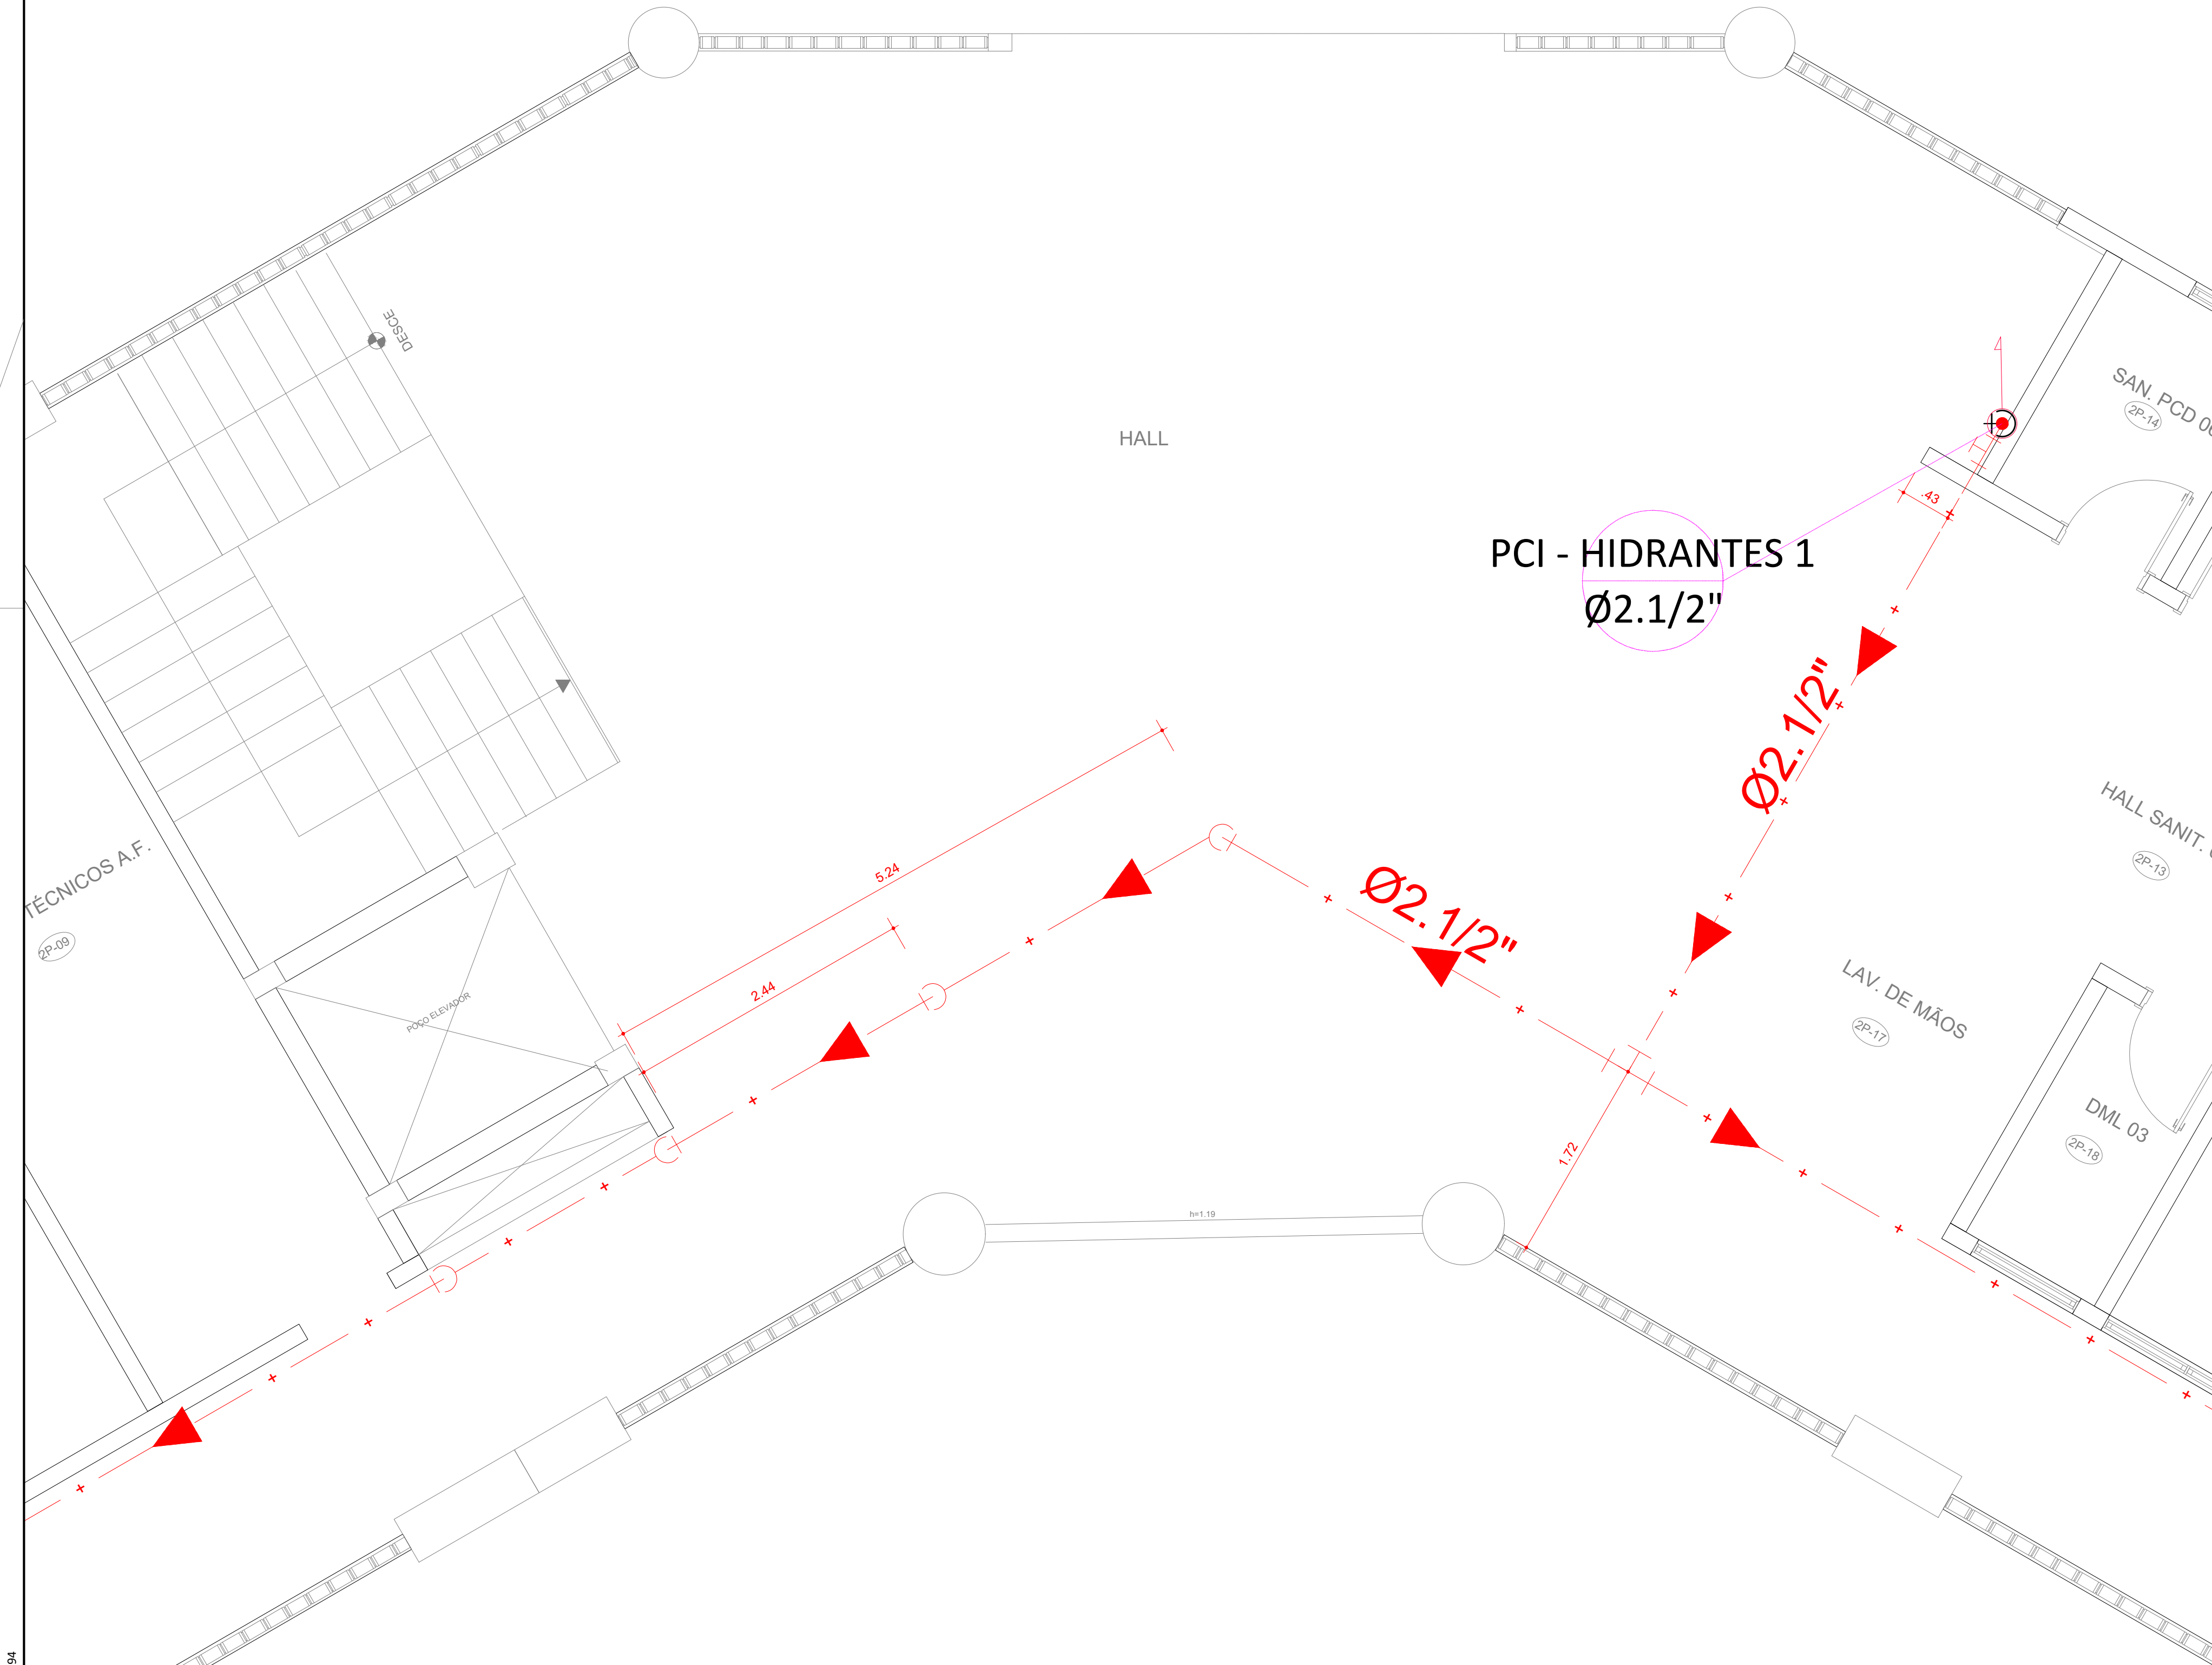 DESCE
HALL
SAN. PCD
2P-14
.43
PCI - HIDRANTES 1
Ø2.1/2"
Ø2.1/2"
HALL SANIT.
2P-13
TÉCNICOS A.F.
2P-09
5.24
2.44
Ø2.1/2"
POÇO ELEVADOR
LAV. DE MÃOS
2P-17
DML 03
2P-18
1.72
h=1.19
94